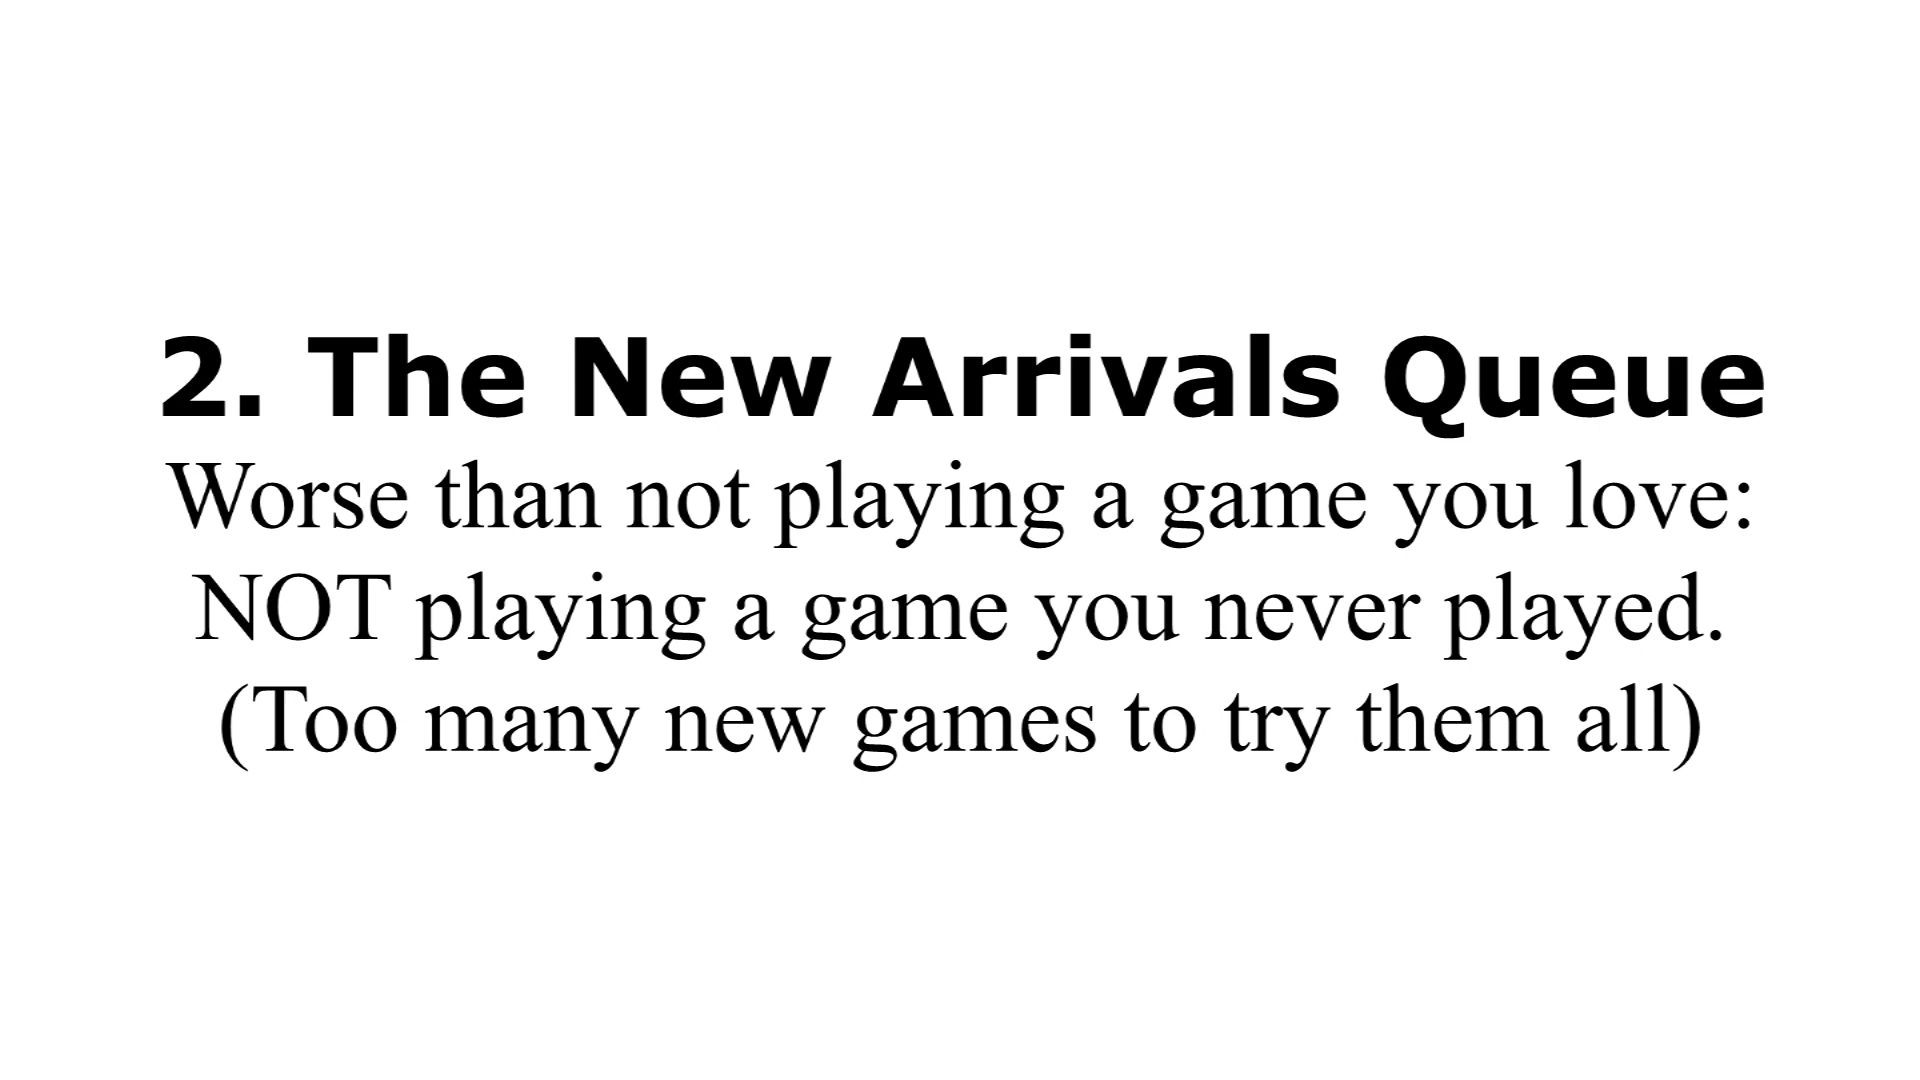 2. The New Arrivals Queue
Worse than not playing a game you love:
NOT playing a game you never played.
(Too many new games to try them all)